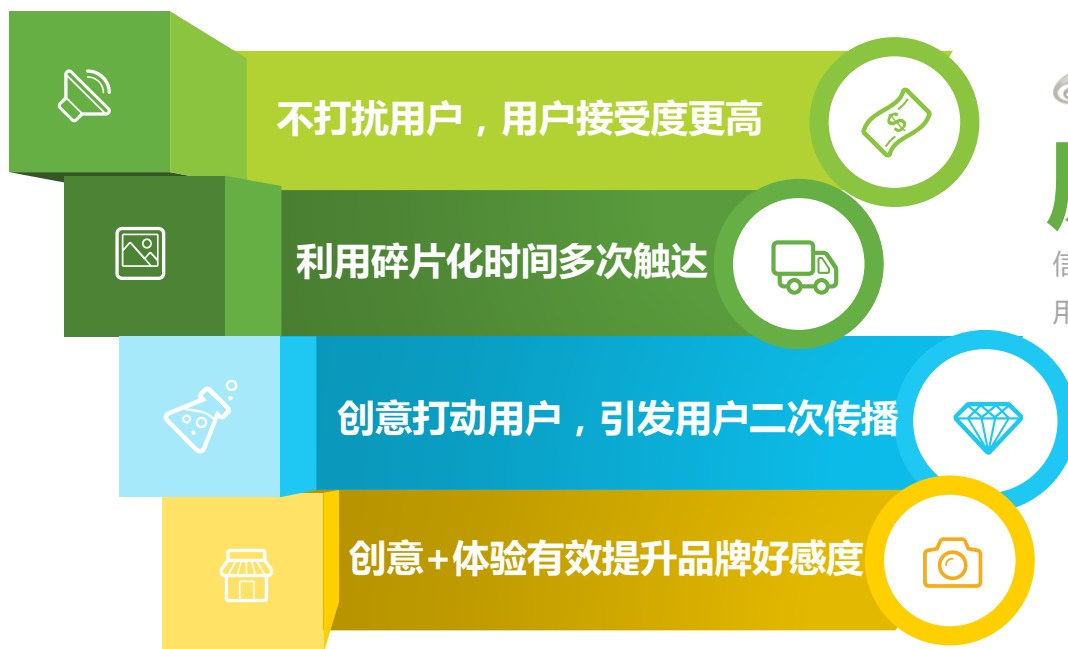 不打扰用户，用户接受度更高
利用碎片化时间多次触达
创意打动用户，引发用户二次传播
创意+体验有效提升品牌好感度
用